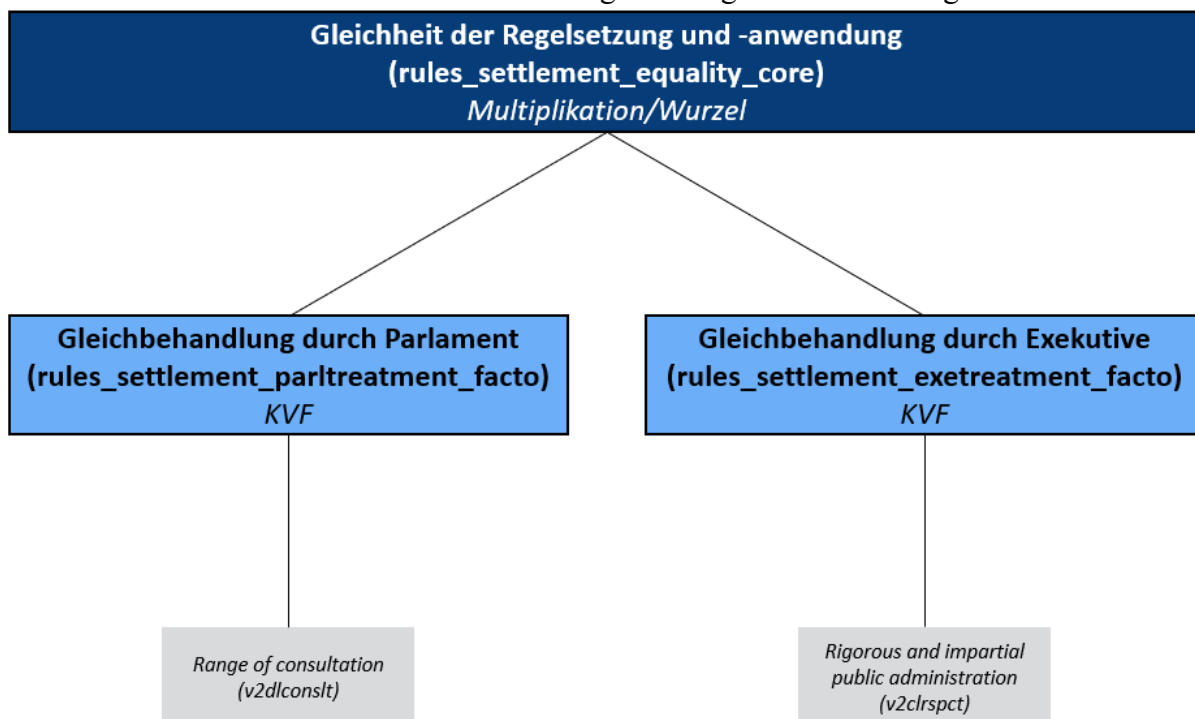 Gleichheit der Regelsetzung und -anwendung
(rules_settlement_equality_core)
Multiplikation/Wurzel
Gleichbehandlung durch Parlament
(rules_settlement_parltreatment_facto)
KVF
Gleichbehandlung durch Exekutive
(rules_settlement_exetreatment_facto)
KVF
Range of consultation
(v2dlconslt)
Rigorous and impartial
public administration
(v2clrspct)